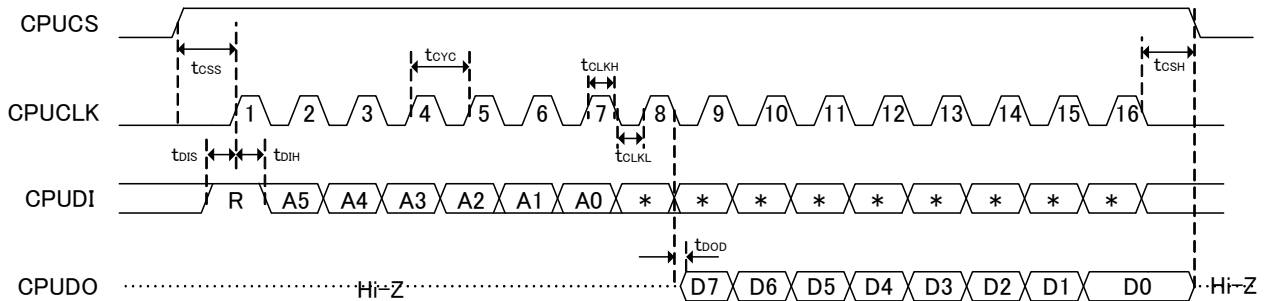 CPUCS
tCSS
tCYC
tCLKH
tCSH
CPUCLK
1 2 3 4 5 6 7 8 9 10 11 12 13 14 15 16
tDIS
tDIH
tCLKL
CPUDI
R A5 A4 A3 A2 A1 A0 * * * * * * * * *
tDOD
CPUDO
Hi-Z
D7 D6 D5 D4 D3 D2 D1 D0
Hi-Z